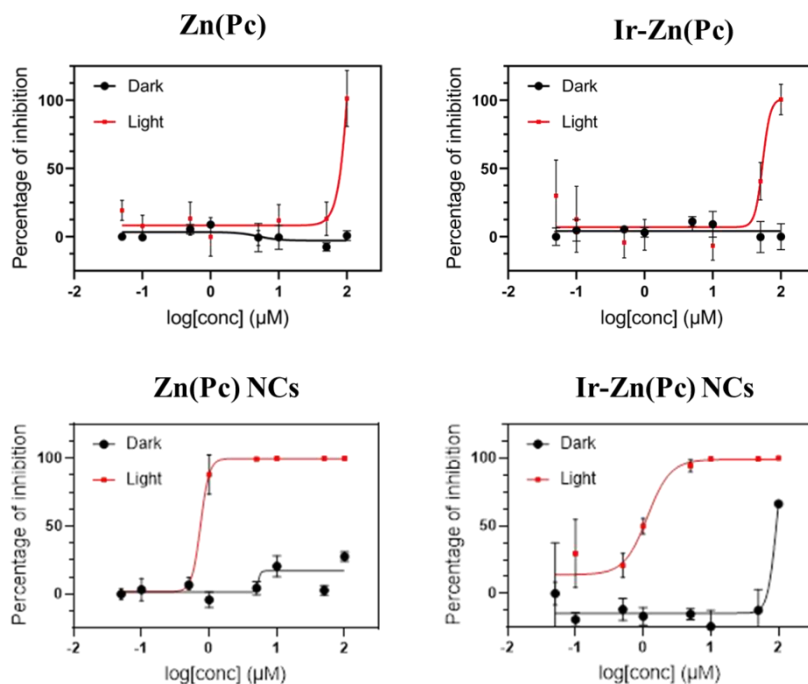 Zn(Pc)
Percentage of inhibition
100
50
0
Dark
Light
-2 -1 0 1 2
log[conc] (µM)
Ir-Zn(Pc)
Percentage of inhibition
100
50
0
Dark
Light
-2 -1 0 1 2
log[conc] (µM)
Zn(Pc) NCs
Percentage of inhibition
100
50
0
Dark
Light
-2 -1 0 1 2
log[conc] (µM)
Ir-Zn(Pc) NCs
Percentage of inhibition
100
50
0
Dark
Light
-2 -1 0 1 2
log[conc] (µM)